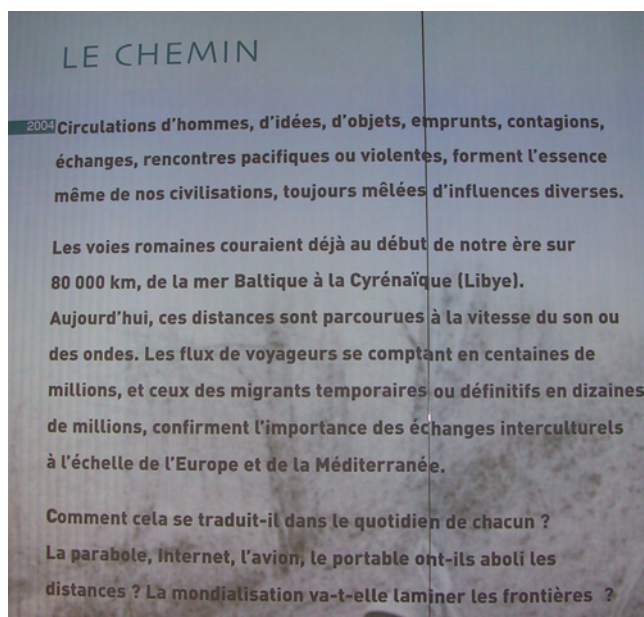 LE CHEMIN
2004 Circulations d'hommes, d'idées, d'objets, emprunts, contagions,
échanges, rencontres pacifiques ou violentes, forment l'essence
même de nos civilisations, toujours mêlées d'influences diverses.
Les voies romaines couraient déjà au début de notre ère sur
80 000 km, de la mer Baltique à la Cyrénaïque (Libye).
Aujourd'hui, ces distances sont parcourues à la vitesse du son ou
des ondes. Les flux de voyageurs se comptant en centaines de
millions, et ceux des migrants temporaires ou définitifs en dizaines
de millions, confirment l'importance des échanges interculturels
à l'échelle de l'Europe et de la Méditerranée.
Comment cela se traduit-il dans le quotidien de chacun ?
La parabole, Internet, l'avion, le portable ont-ils aboli les
distances ? La mondialisation va-t-elle laminer les frontières ?